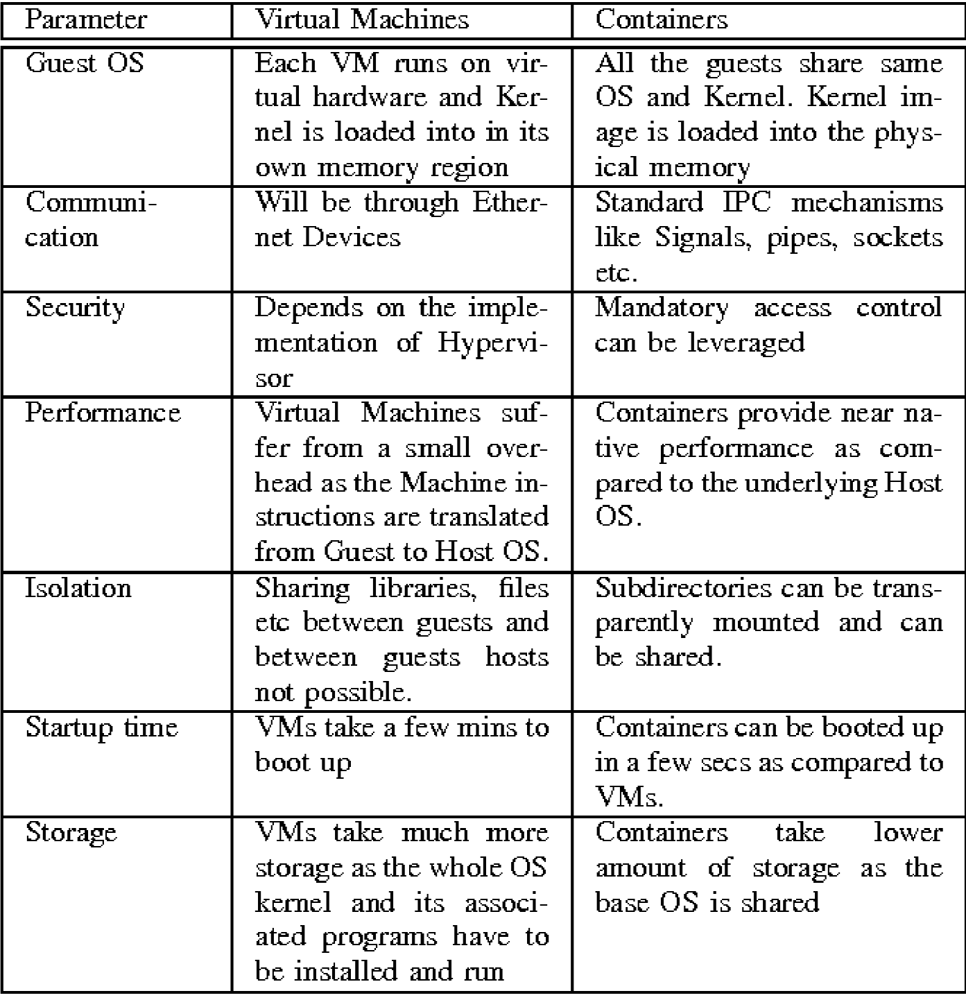 Parameter
Virtual Machines
Containers
Guest OS
Each VM runs on vir-
tual hardware and Ker-
nel is loaded into in its
own memory region
All the guests share same
OS and Kernel. Kernel im-
age is loaded into the phys-
ical memory
Communi-
cation
Will be through Ether-
net Devices
Standard IPC mechanisms
like Signals, pipes, sockets
etc.
Security
Depends on the imple-
mentation of Hypervi-
sor
Mandatory access control
can be leveraged
Performance
Virtual Machines suf-
fer from a small over-
head as the Machine in-
structions are translated
from Guest to Host OS.
Containers provide near na-
tive performance as com-
pared to the underlying Host
OS.
Isolation
Sharing libraries, files
etc between guests and
between guests hosts
not possible.
Subdirectories can be trans-
parently mounted and can
be shared.
Startup time
VMs take a few mins to
boot up
Containers can be booted up
in a few secs as compared to
VMs.
Storage
VMs take much more
storage as the whole OS
kernel and its associ-
ated programs have to
be installed and run
Containers take lower
amount of storage as the
base OS is shared